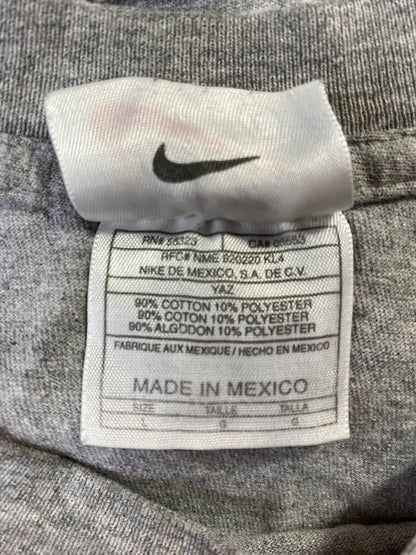 RN# 56323 CA# 05553
RFC# NME 920220 KL4
NIKE DE MEXICO, S.A. DE C.V.
YAZ
90% COTTON 10% POLYESTER
90% COTON 10% POLYESTER
90% ALGODON 10% POLYESTER
FABRIQUE AUX MEXIQUE / HECHO EN MEXICO
MADE IN MEXICO
SIZE TAILLE TALLA
L G G